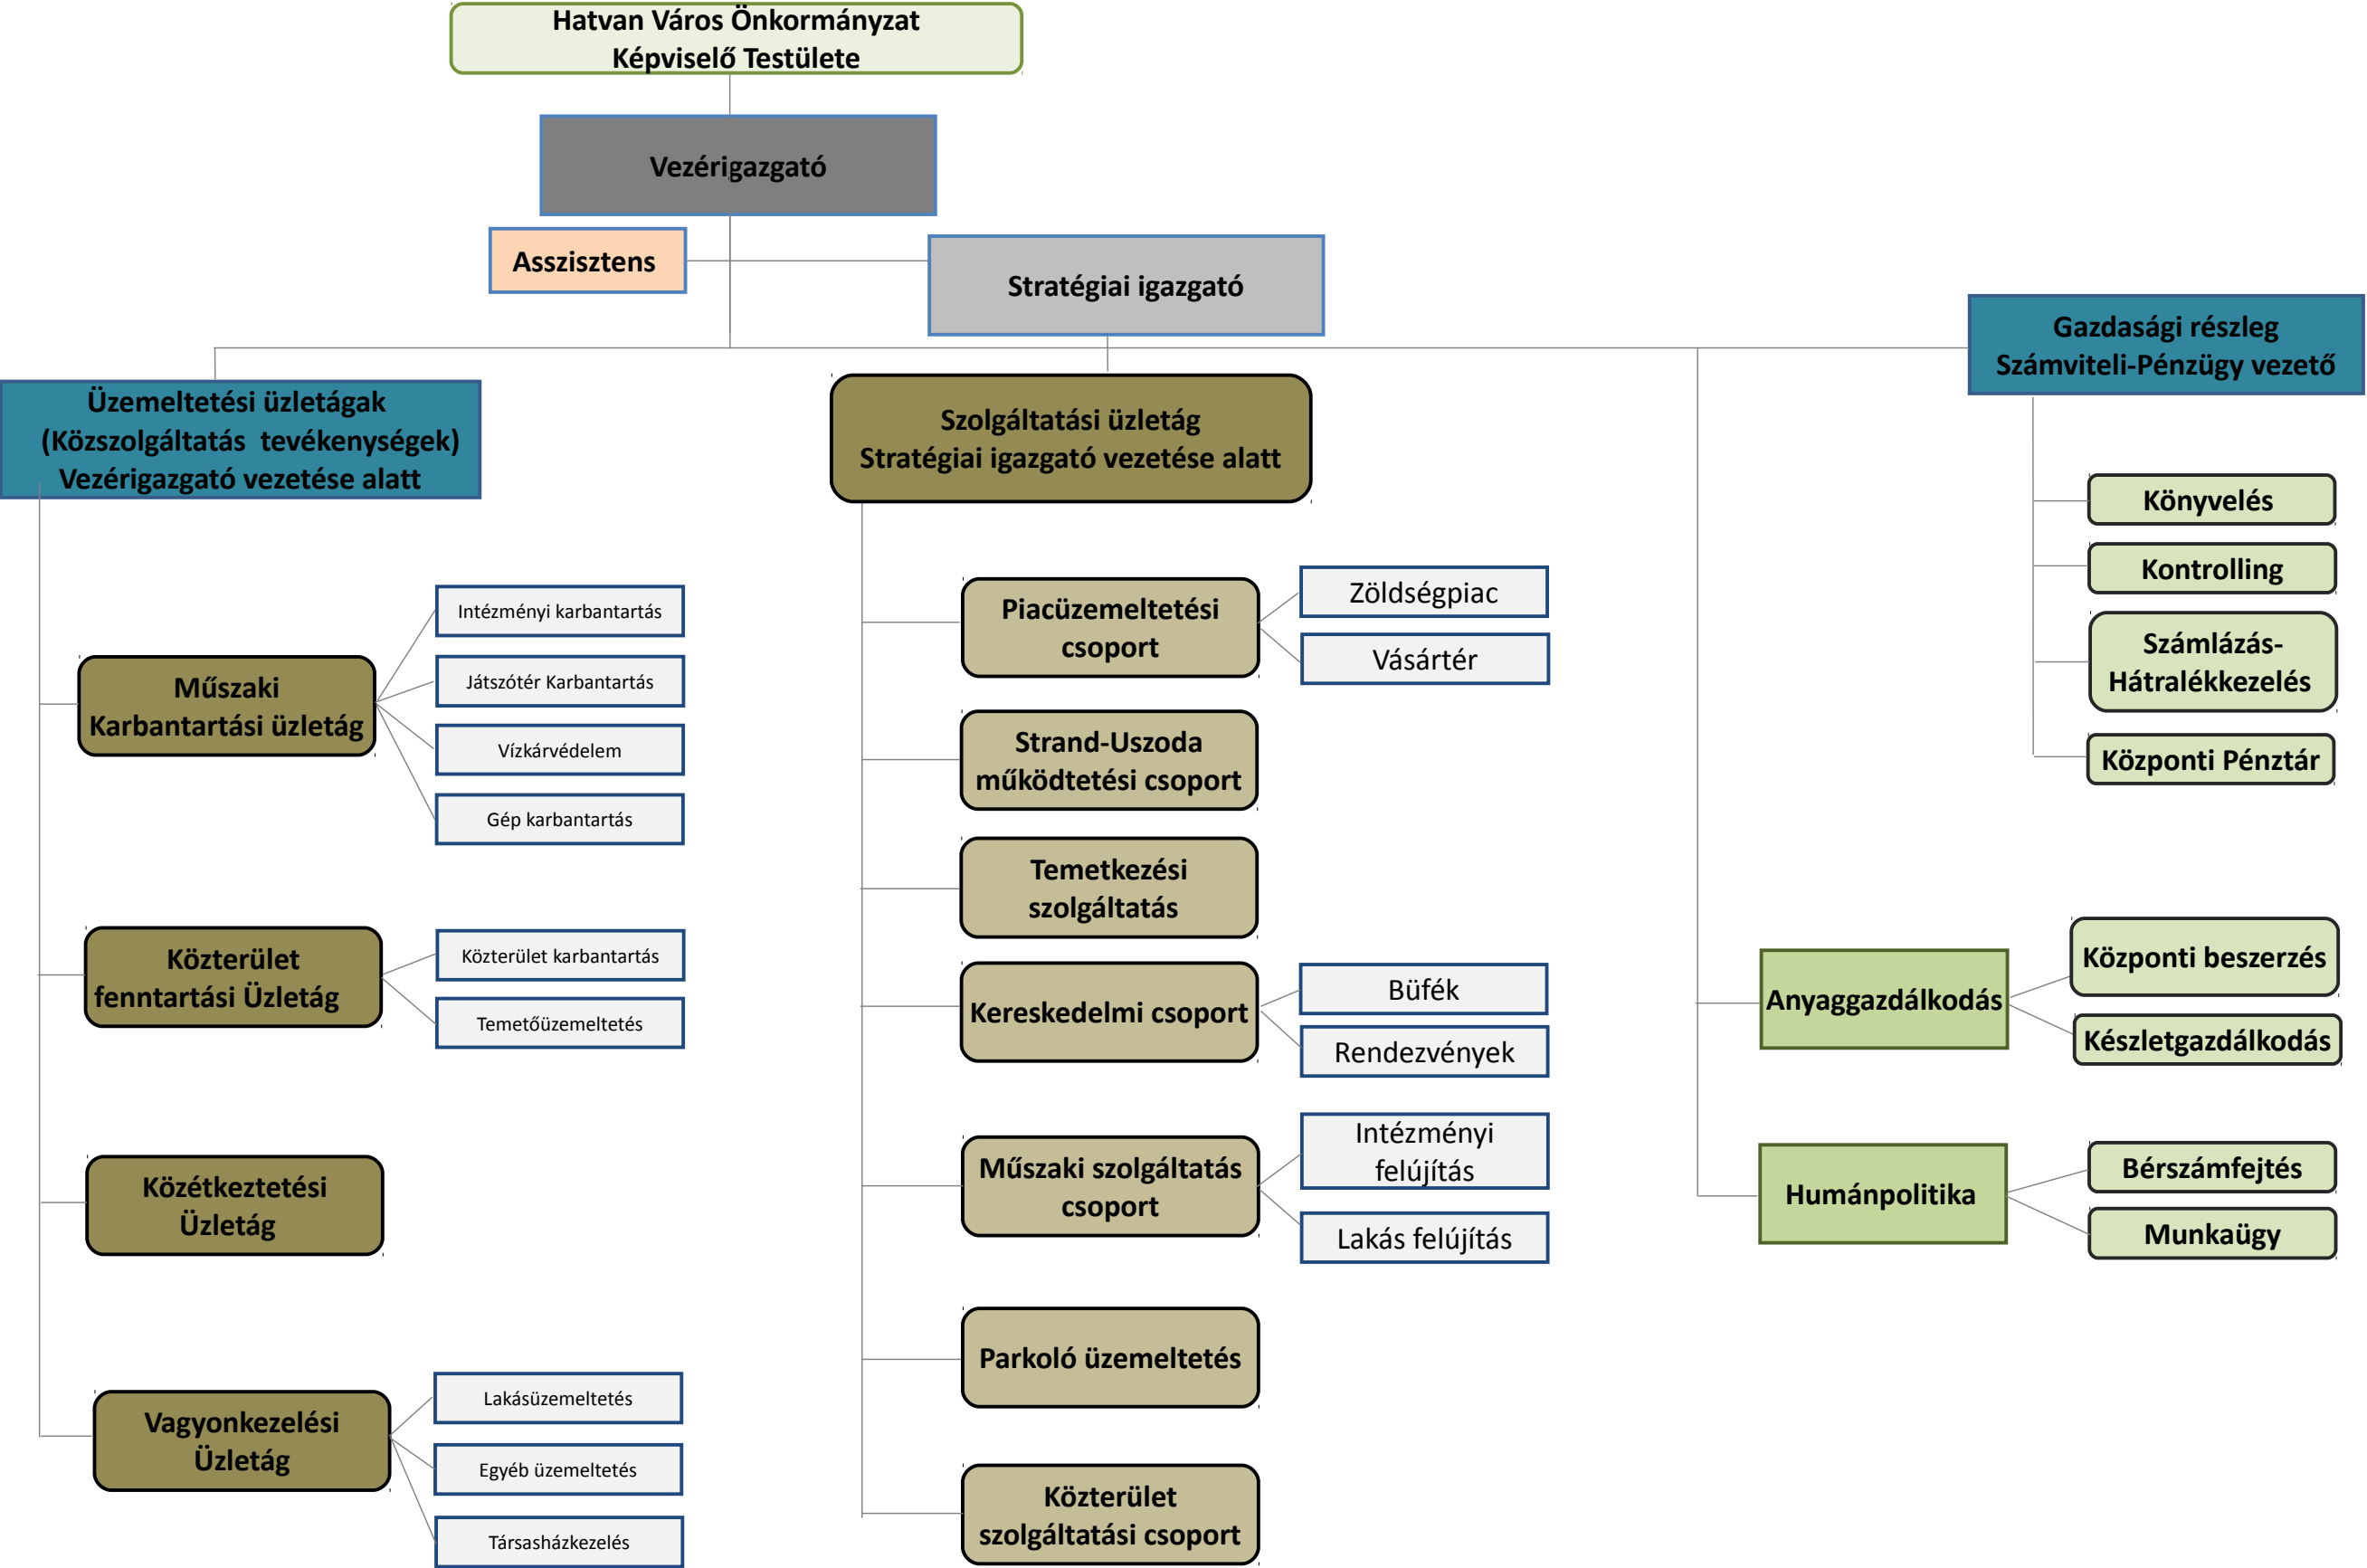 Hatvan Város Önkormányzat
Képviselő Testülete
Vezérigazgató
Asszisztens
Stratégiai igazgató
Gazdasági részleg
Számviteli-Pénzügy vezető
Üzemeltetési üzletágak
(Közszolgáltatás tevékenységek)
Vezérigazgató vezetése alatt
Szolgáltatási üzletág
Stratégiai igazgató vezetése alatt
Műszaki
Karbantartási üzletág
Intézményi karbantartás
Játszótér Karbantartás
Vízkárvédelem
Gép karbantartás
Közterület
fenntartási Üzletág
Közterület karbantartás
Temetőüzemeltetés
Közétkeztetési
Üzletág
Vagyonkezelési
Üzletág
Lakásüzemeltetés
Egyéb üzemeltetés
Társasházkezelés
Piacüzemeltetési
csoport
Zöldségpiac
Vásártér
Strand-Uszoda
működtetési csoport
Temetkezési
szolgáltatás
Kereskedelmi csoport
Büfék
Rendezvények
Műszaki szolgáltatás
csoport
Intézményi
felújítás
Lakás felújítás
Parkoló üzemeltetés
Közterület
szolgáltatási csoport
Könyvelés
Kontrolling
Számlázás-
Hátralékkezelés
Központi Pénztár
Anyaggazdálkodás
Központi beszerzés
Készletgazdálkodás
Humánpolitika
Bérszámfejtés
Munkaügy